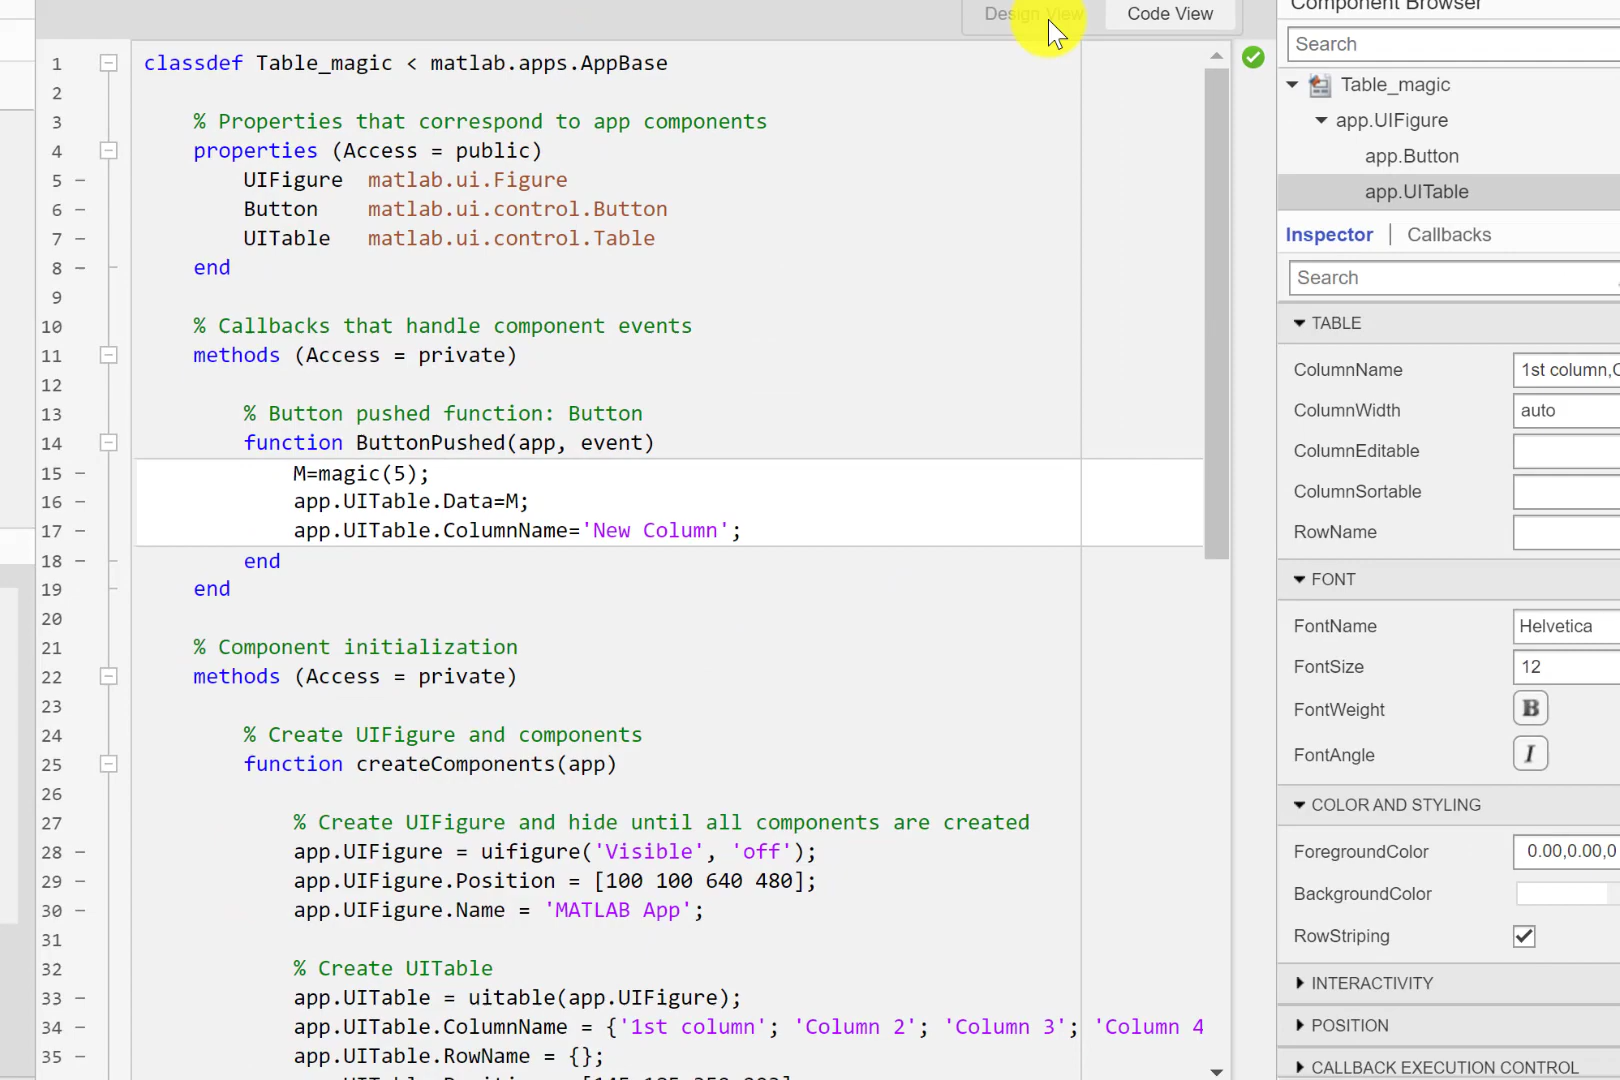 Design View
Code View
Component Browser
Search
1 classdef Table_magic < matlab.apps.AppBase
2
3 % Properties that correspond to app components
4 properties (Access = public)
5 UIFigure matlab.ui.Figure
6 Button matlab.ui.control.Button
7 UITable matlab.ui.control.Table
8 end
9
10 % Callbacks that handle component events
11 methods (Access = private)
12
13 % Button pushed function: Button
14 function ButtonPushed(app, event)
15 M=magic(5);
16 app.UITable.Data=M;
17 app.UITable.ColumnName='New Column';
18 end
19 end
20
21 % Component initialization
22 methods (Access = private)
23
24 % Create UIFigure and components
25 function createComponents(app)
26
27 % Create UIFigure and hide until all components are created
28 app.UIFigure = uifigure('Visible', 'off');
29 app.UIFigure.Position = [100 100 640 480];
30 app.UIFigure.Name = 'MATLAB App';
31
32 % Create UITable
33 app.UITable = uitable(app.UIFigure);
34 app.UITable.ColumnName = {'1st column'; 'Column 2'; 'Column 3'; 'Column 4
35 app.UITable.RowName = {};
Table_magic
app.UIFigure
app.Button
app.UITable
Inspector | Callbacks
Search
TABLE
ColumnName 1st column,
ColumnWidth auto
ColumnEditable
ColumnSortable
RowName
FONT
FontName Helvetica
FontSize 12
FontWeight B
FontAngle I
COLOR AND STYLING
ForegroundColor 0.00,0.00,0
BackgroundColor
RowStriping
INTERACTIVITY
POSITION
CALLBACK EXECUTION CONTROL